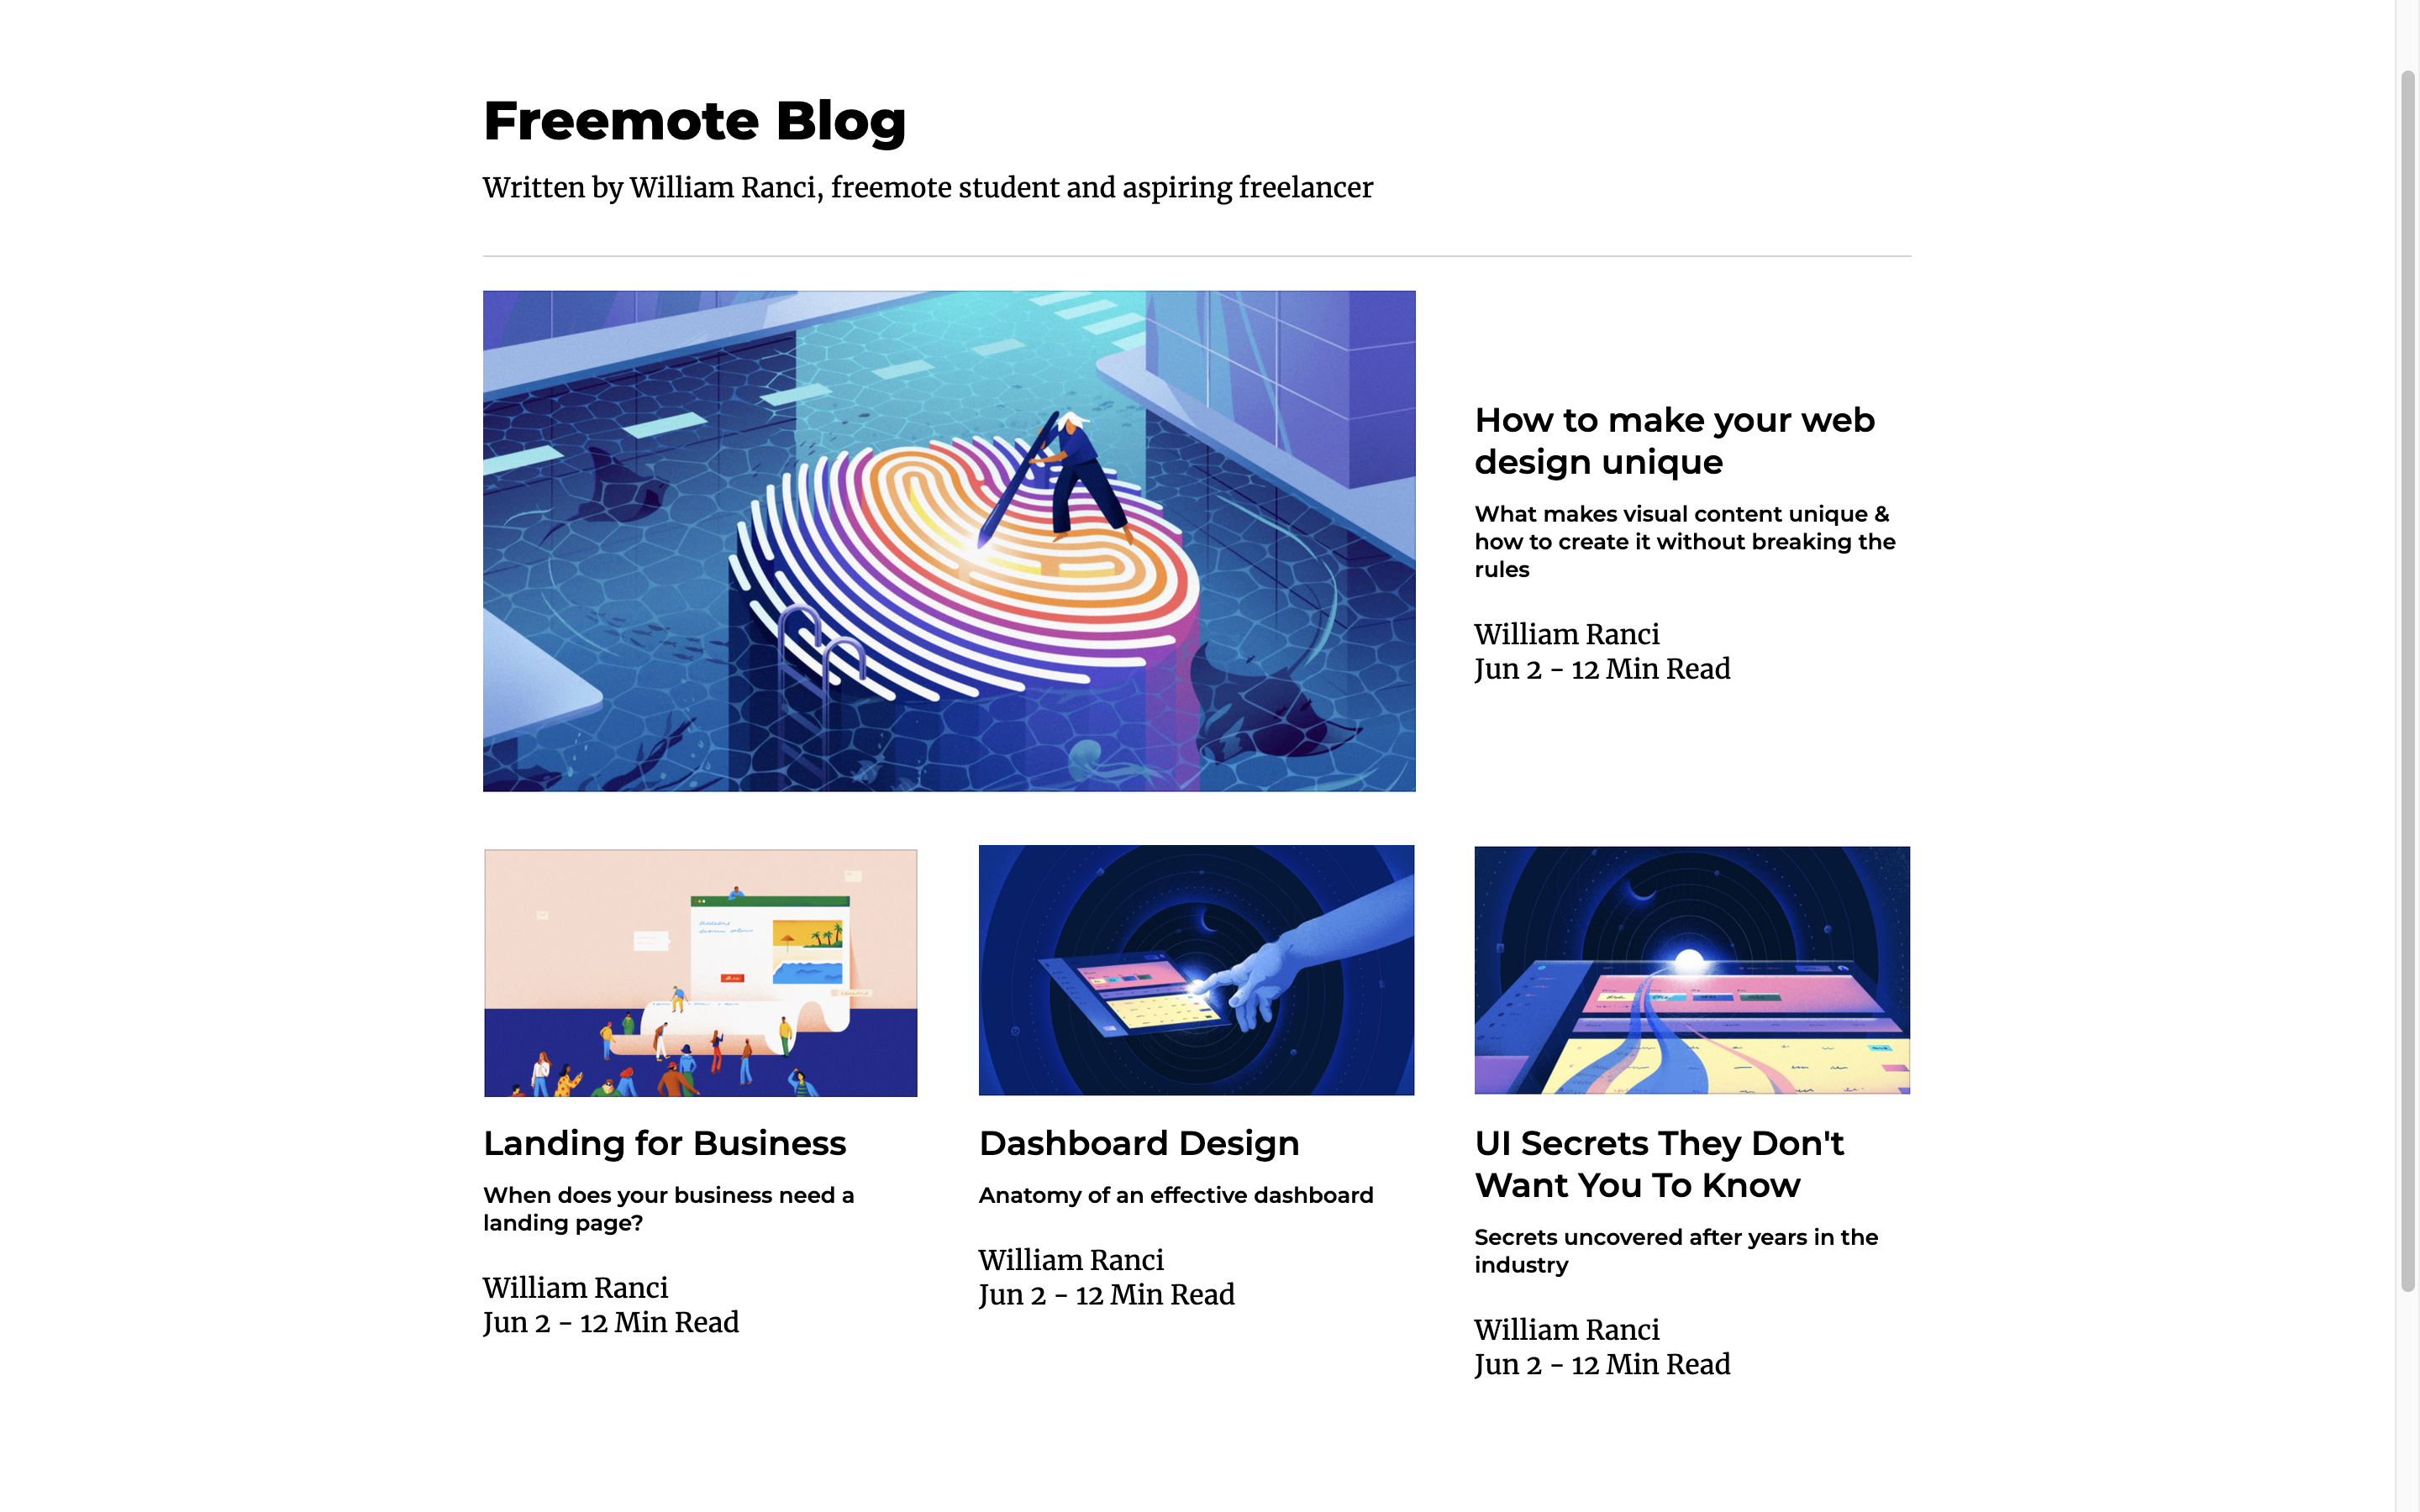 Freemote Blog
Written by William Ranci, freemote student and aspiring freelancer
How to make your web
design unique
What makes visual content unique &
how to create it without breaking the
rules
William Ranci
Jun 2 - 12 Min Read
Landing for Business
When does your business need a
landing page?
William Ranci
Jun 2 - 12 Min Read
Dashboard Design
Anatomy of an effective dashboard
William Ranci
Jun 2 - 12 Min Read
UI Secrets They Don't
Want You To Know
Secrets uncovered after years in the
industry
William Ranci
Jun 2 - 12 Min Read